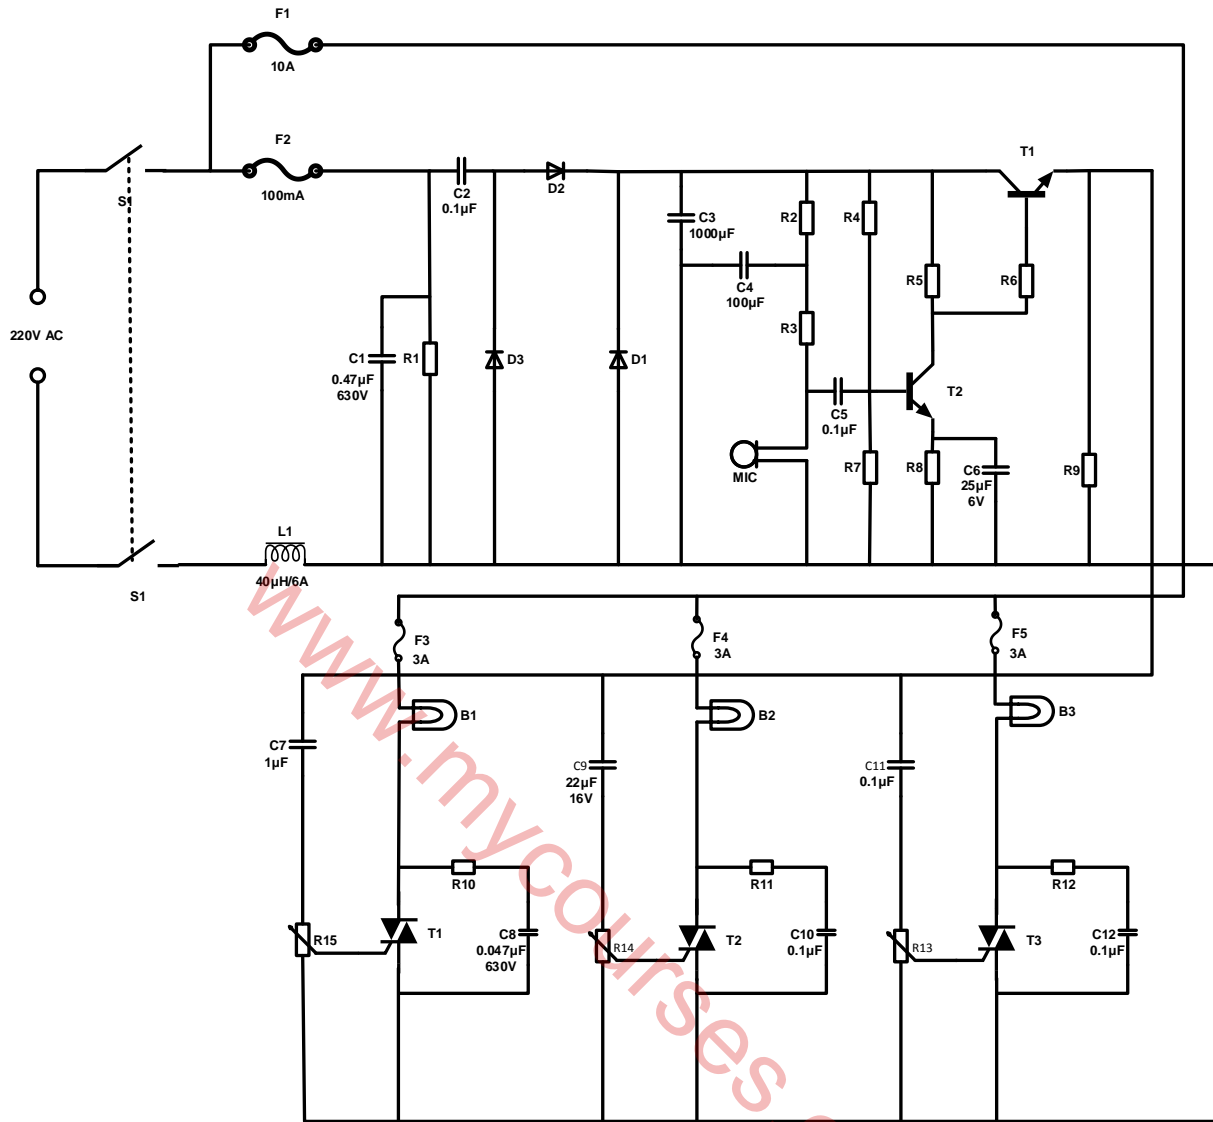 F1
10A
F2
100mA
S1
220V AC
S1
L1
40µH/6A
C1
0.47µF
630V
R1
C2
0.1µF
D2
D3
D1
C3
1000µF
C4
100µF
R2
R3
R4
C5
0.1µF
MIC
R7
R5
R6
T1
T2
R8
C6
25µF
6V
R9
F3
3A
F4
3A
F5
3A
B1
B2
B3
C7
1µF
C9
22µF
16V
C11
0.1µF
R10
R11
R12
R15
T1
C8
0.047µF
630V
R14
T2
C10
0.1µF
R13
T3
C12
0.1µF
www.mycourses